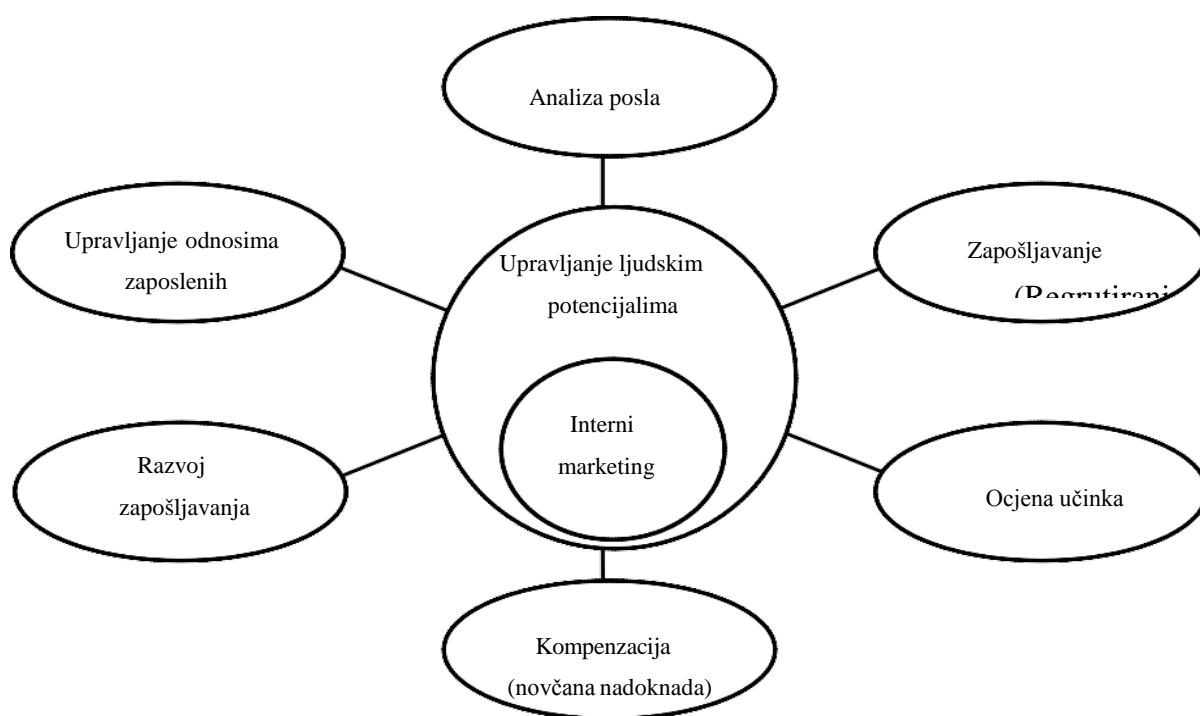 Analiza posla
Upravljanje odnosima
zaposlenih
Upravljanje ljudskim
potencijalima
Zapošljavanje
Interni
marketing
Razvoj
zapošljavanja
Ocjena učinka
Kompenzacija
(novčana nadoknada)